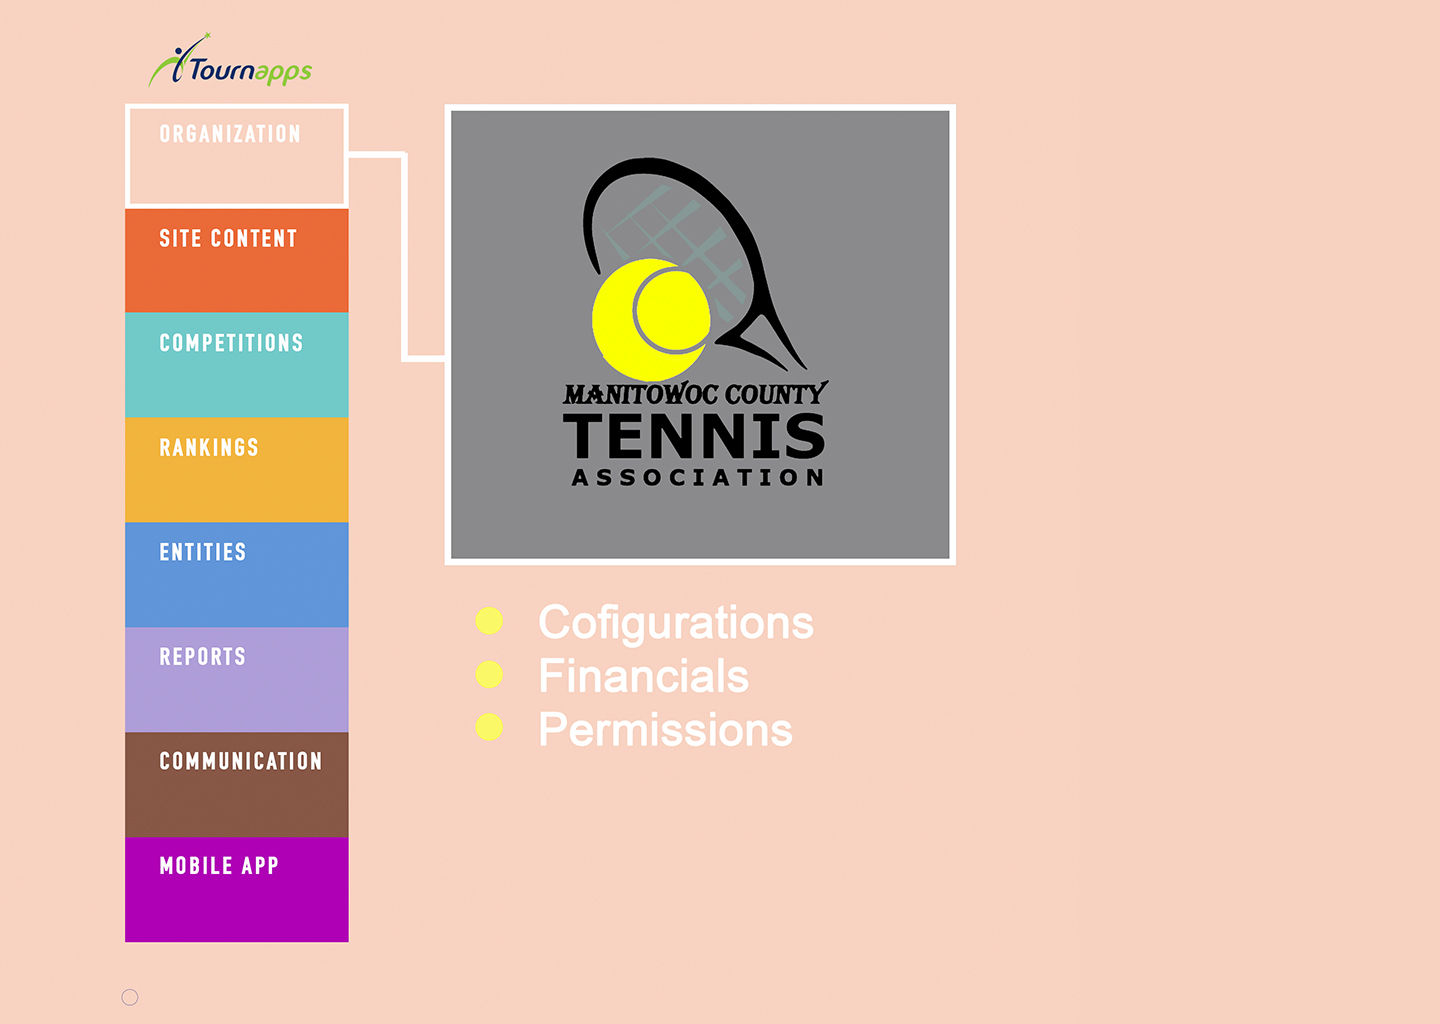 Tournapps
ORGANIZATION
SITE CONTENT
COMPETITIONS
RANKINGS
ENTITIES
REPORTS
COMMUNICATION
MOBILE APP
MANITOWOC COUNTY
TENNIS
ASSOCIATION
Cofigurations
Financials
Permissions